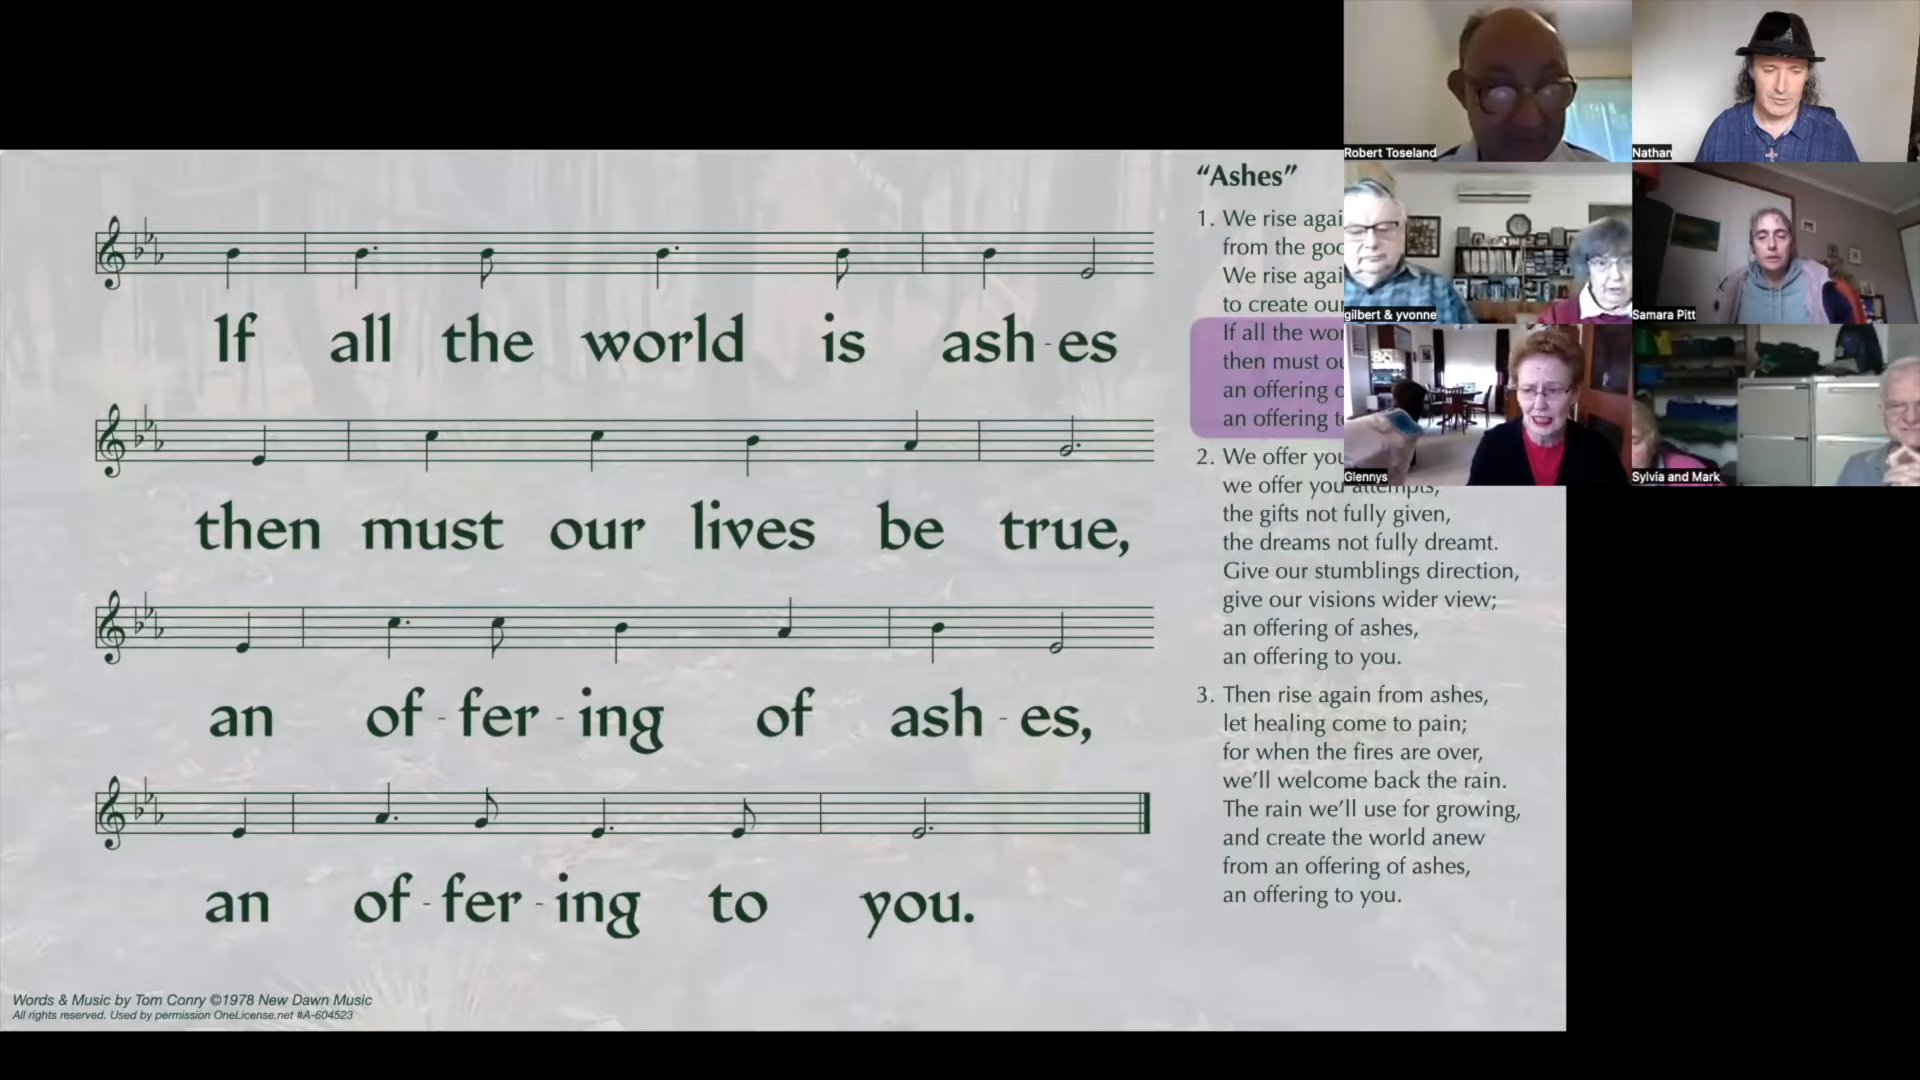 If all the world is ash-es
then must our lives be true,
an of-fer-ing of ash-es,
an of-fer-ing to you.
Words & Music by Tom Conry ©1978 New Dawn Music
All rights reserved. Used by permission OneLicense.net #A-604523
“Ashes”
1. We rise agai
from the goo
We rise agai
to create our
If all the wor
then must ou
an offering o
an offering to
2. We offer you
we offer you attempts,
the gifts not fully given,
the dreams not fully dreamt.
Give our stumblings direction,
give our visions wider view;
an offering of ashes,
an offering to you.
3. Then rise again from ashes,
let healing come to pain;
for when the fires are over,
we’ll welcome back the rain.
The rain we’ll use for growing,
and create the world anew
from an offering of ashes,
an offering to you.
Robert Toseland
Nathan
gilbert & yvonne
Samara Pitt
Glennys
Sylvia and Mark